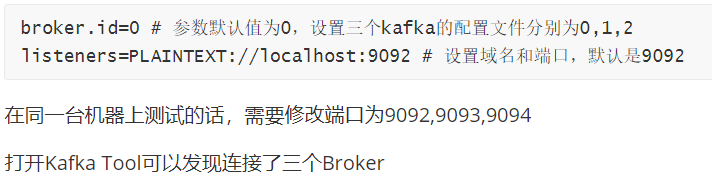 broker.id=0 # 参数默认值为0，设置三个kafka的配置文件分别为0,1,2
listeners=PLAINTEXT://localhost:9092 # 设置域名和端口，默认是9092
在同一台机器上测试的话，需要修改端口为9092,9093,9094
打开Kafka Tool可以发现连接了三个Broker